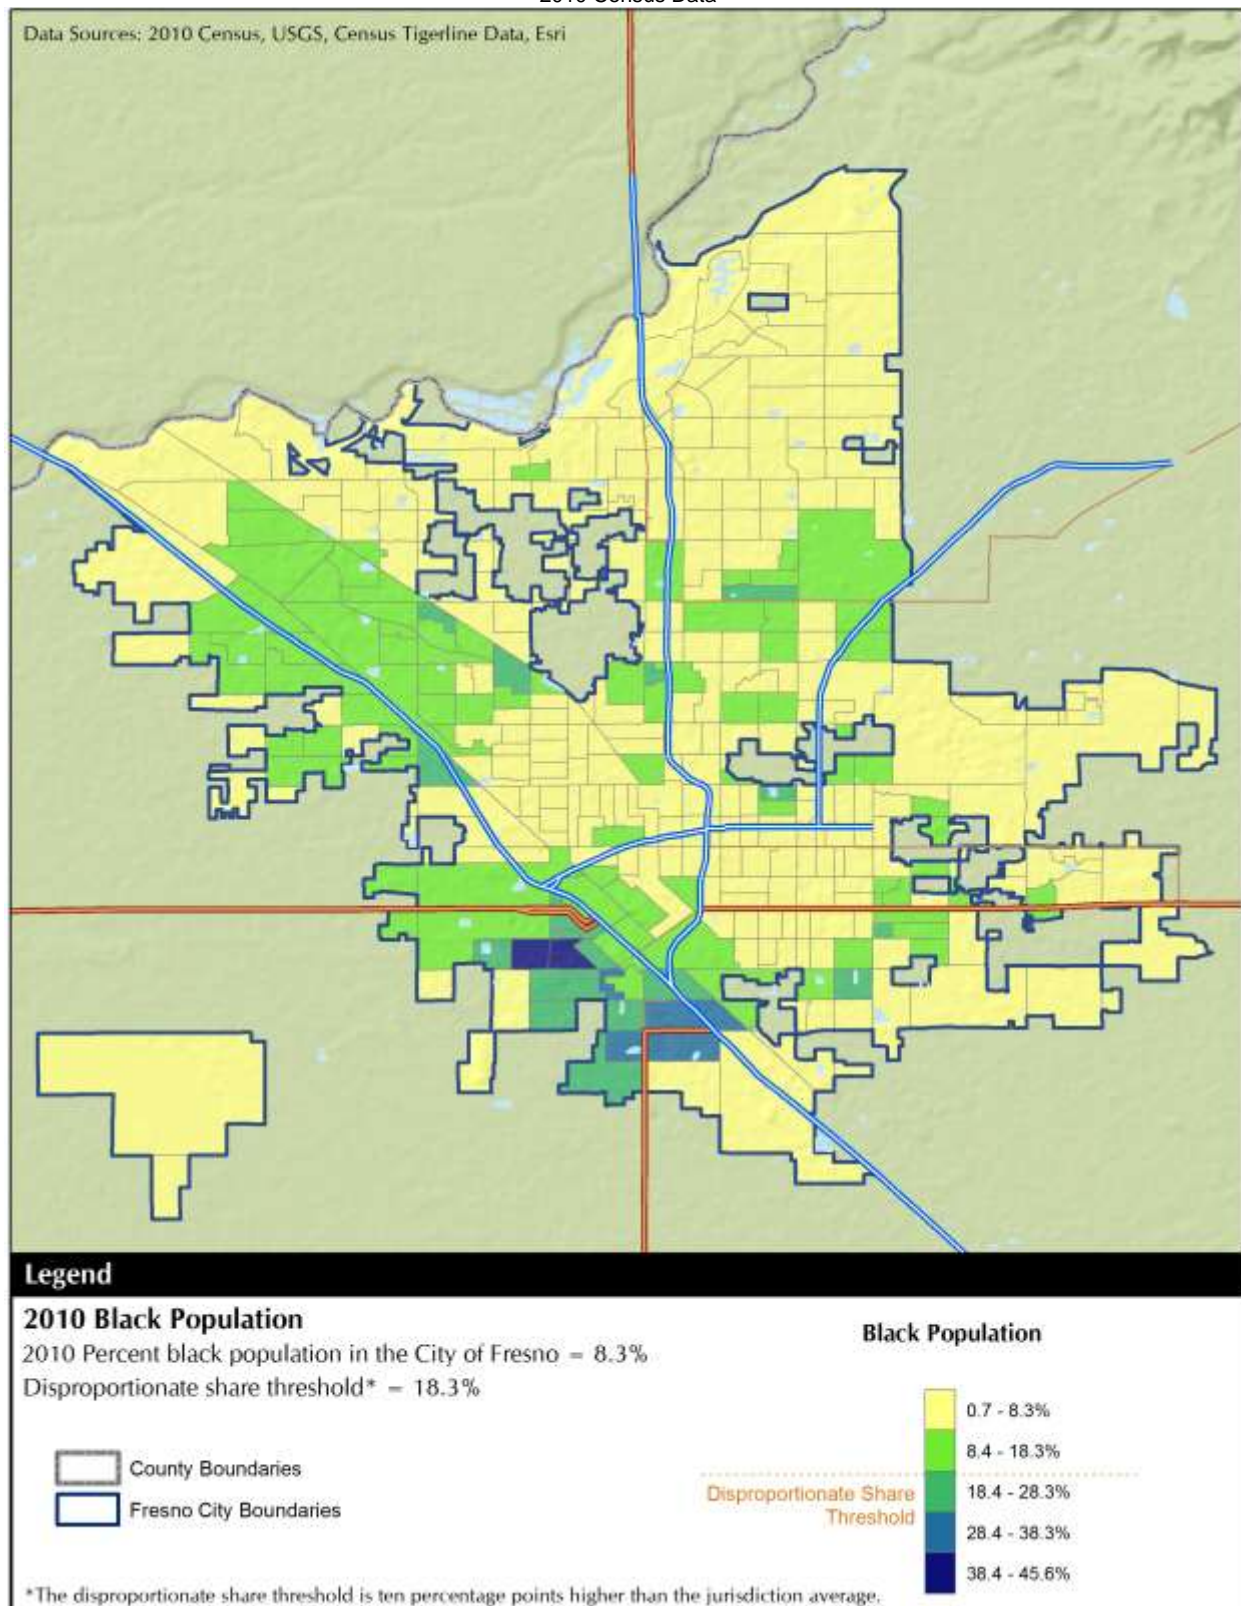 2010 Census Data
Data Sources: 2010 Census, USGS, Census Tigerline Data, Esri
Legend
2010 Black Population
2010 Percent black population in the City of Fresno = 8.3%
Disproportionate share threshold* = 18.3%
County Boundaries
Fresno City Boundaries
Black Population
0.7 - 8.3%
8.4 - 18.3%
Disproportionate Share
Threshold
18.4 - 28.3%
28.4 - 38.3%
38.4 - 45.6%
*The disproportionate share threshold is ten percentage points higher than the jurisdiction average.